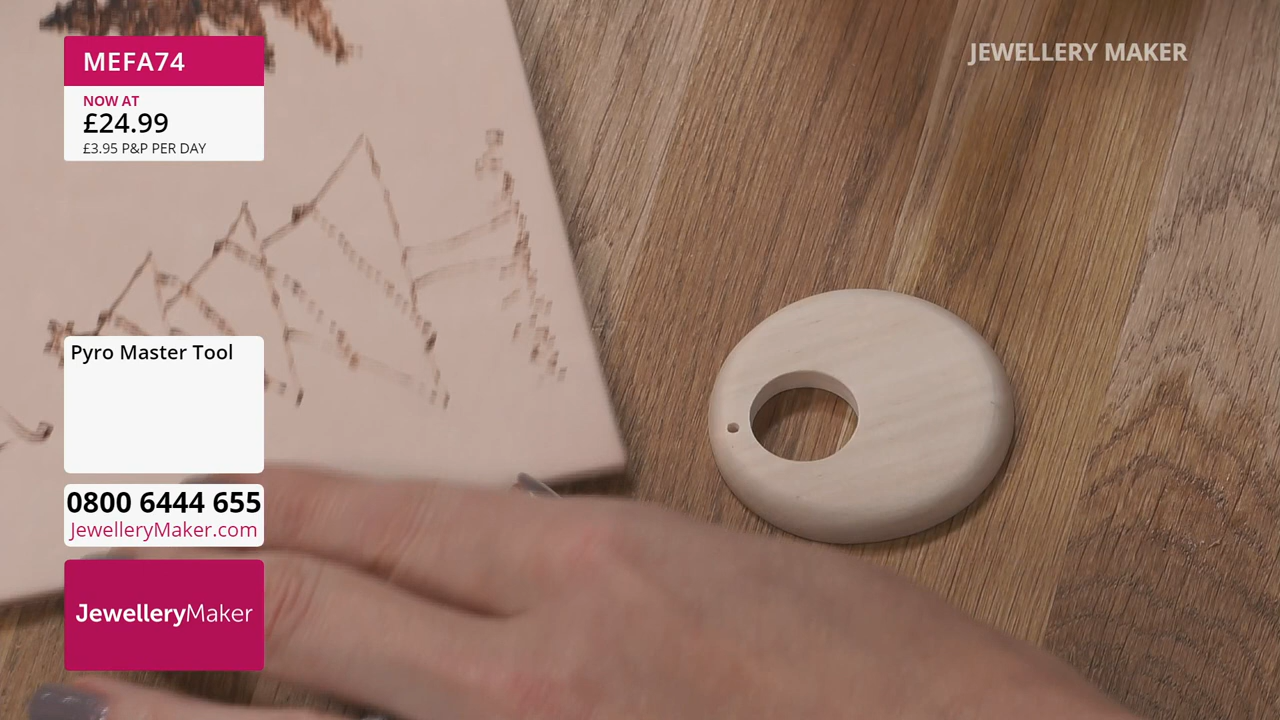 MEFA74
NOW AT
£24.99
£3.95 P&P PER DAY
JEWELLERY MAKER
Pyro Master Tool
0800 6444 655
JewelleryMaker.com
JewelleryMaker